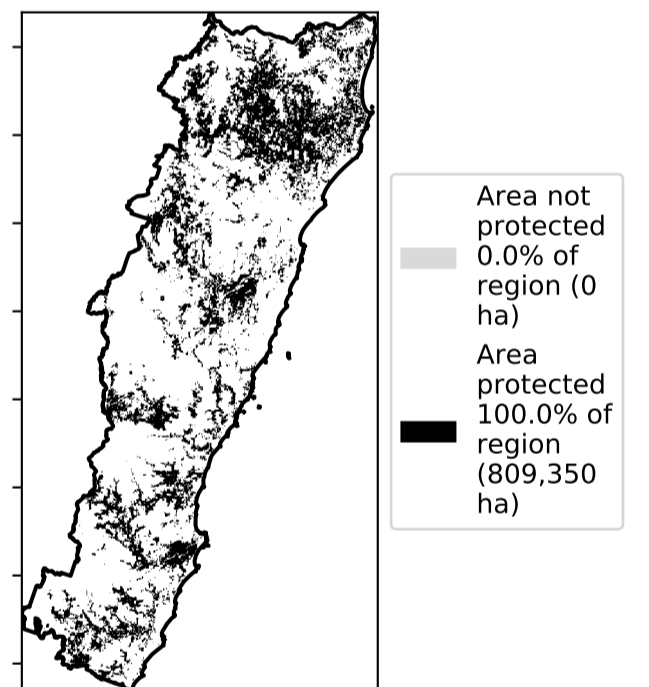 Area not
protected
0.0% of
region (0
ha)
Area
protected
100.0% of
region
(809,350
ha)